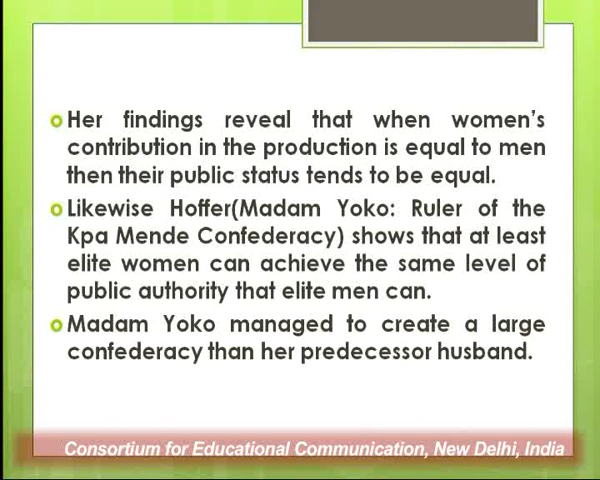 Her findings reveal that when women's
contribution in the production is equal to men
then their public status tends to be equal.
Likewise Hoffer(Madam Yoko: Ruler of the
Kpa Mende Confederacy) shows that at least
elite women can achieve the same level of
public authority that elite men can.
Madam Yoko managed to create a large
confederacy than her predecessor husband.
Consortium for Educational Communication, New Delhi, India